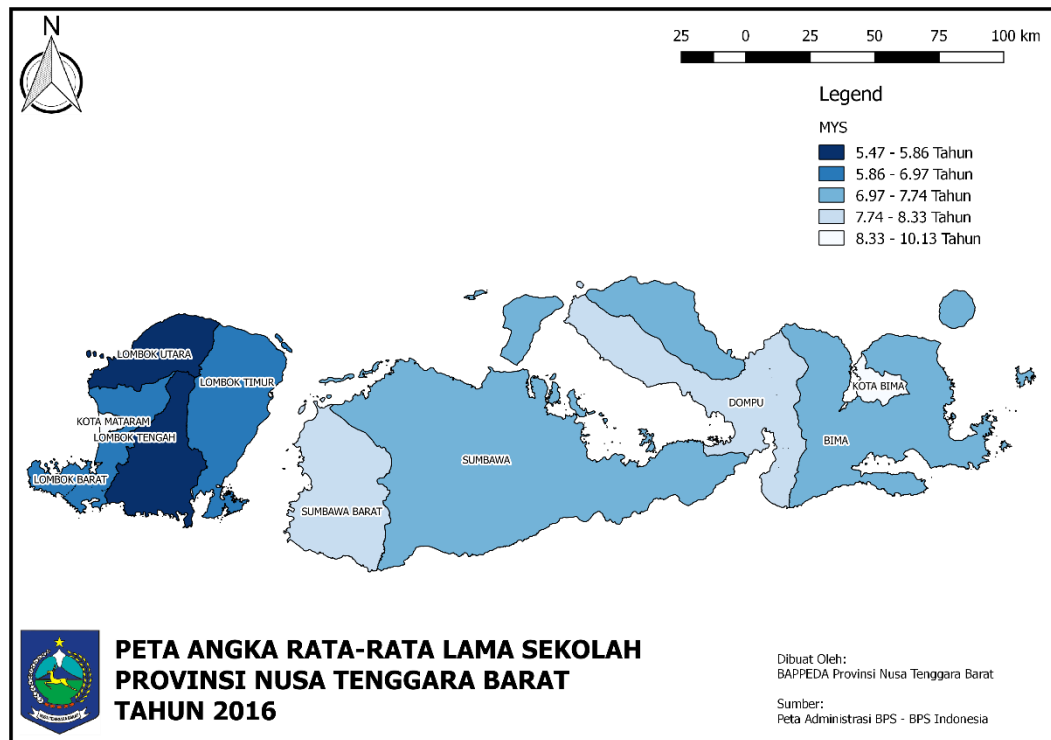 N
25 0 25 50 75 100 km
Legend
MYS
5.47 - 5.86 Tahun
5.86 - 6.97 Tahun
6.97 - 7.74 Tahun
7.74 - 8.33 Tahun
8.33 - 10.13 Tahun
LOMBOK UTARA
LOMBOK TIMUR
KOTA MATARAM
LOMBOK TENGAH
LOMBOK BARAT
SUMBAWA BARAT
SUMBAWA
DOMPU
KOTA BIMA
BIMA
NUSA TENGGARA BARAT
PETA ANGKA RATA-RATA LAMA SEKOLAH
PROVINSI NUSA TENGGARA BARAT
TAHUN 2016
Dibuat Oleh:
BAPPEDA Provinsi Nusa Tenggara Barat
Sumber:
Peta Administrasi BPS - BPS Indonesia